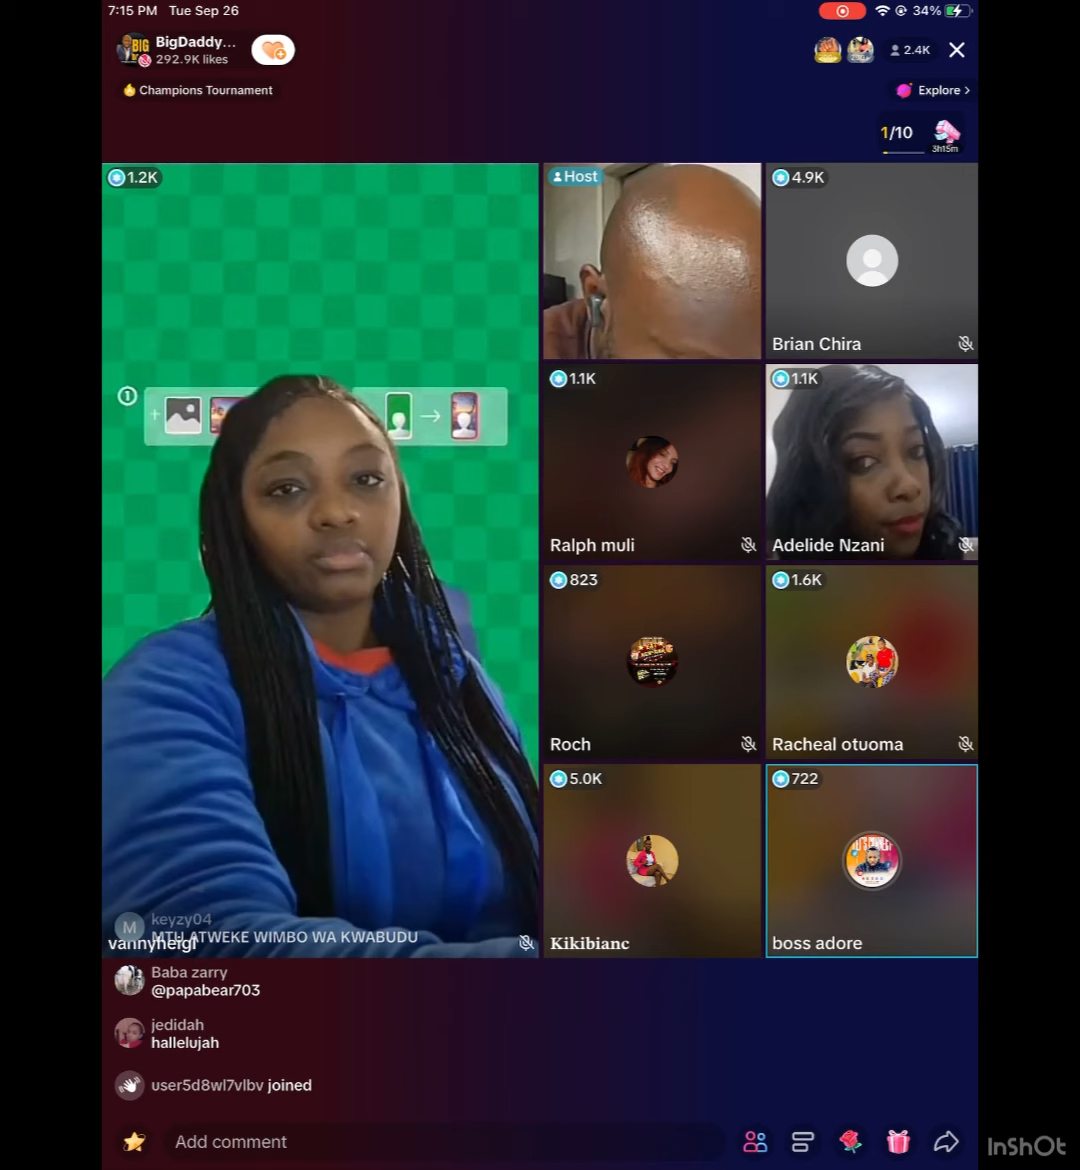 7:15 PM Tue Sep 26
34%
BigDaddy...
292.9K likes
2.4K
Champions Tournament
Explore >
1/10
3h15m
1.2K
Host
4.9K
Brian Chira
1
1.1K
Ralph muli
1.1K
Adelide Nzani
823
Roch
1.6K
Racheal otuoma
5.0K
Kikibianc
722
boss adore
M
keyzy04
MTU ATWEKE WIMBO WA KWABUDU
vannyheigi
Baba zarry
@papabear703
jedidah
hallelujah
user5d8wl7vlbv joined
Add comment
InShOt